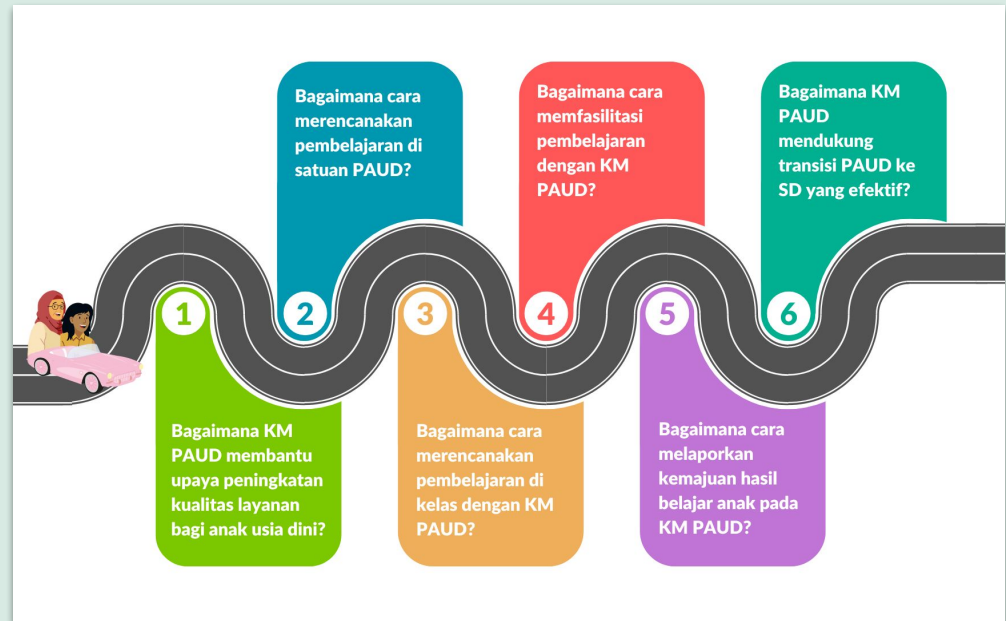 1
Bagaimana KM
PAUD membantu
upaya peningkatan
kualitas layanan
bagi anak usia dini?
2
Bagaimana cara
merencanakan
pembelajaran di
satuan PAUD?
3
Bagaimana cara
merencanakan
pembelajaran di
kelas dengan KM
PAUD?
4
Bagaimana cara
memfasilitasi
pembelajaran
dengan KM
PAUD?
5
Bagaimana cara
melaporkan
kemajuan hasil
belajar anak pada
KM PAUD?
6
Bagaimana KM
PAUD
mendukung
transisi PAUD ke
SD yang efektif?